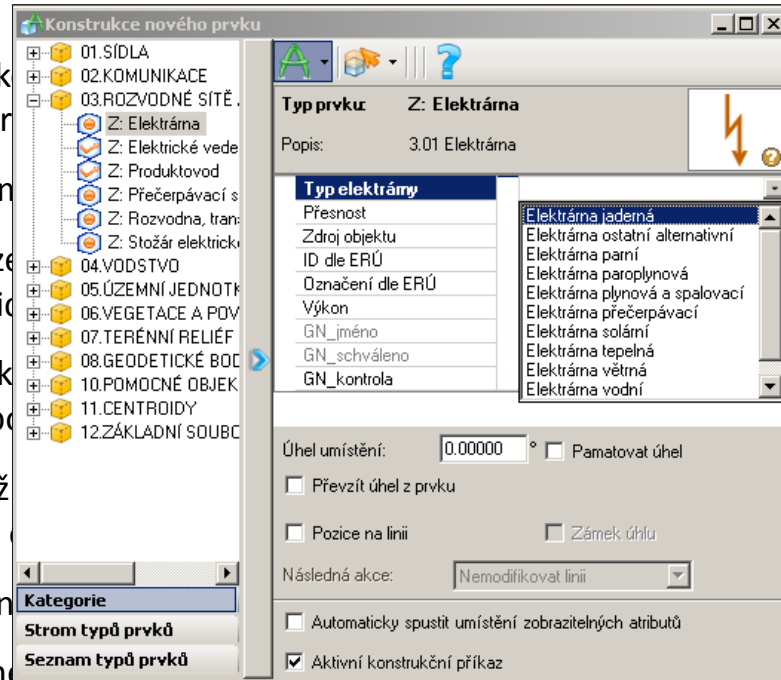 Konstrukce nového prvku
01.SÍDLA
02.KOMUNIKACE
03.ROZVODNÉ SÍTĚ
Z: Elektrárna
Z: Elektrické vede
Z: Produktovod
Z: Přečerpávací s
Z: Rozvodna, tran
Z: Stožár elektrick
04.VODSTVO
05.ÚZEMNÍ JEDNOTK
06.VEGETACE A POV
07.TERÉNNÍ RELIÉF
08.GEODETICKÉ BOD
10.POMOCNÉ OBJEK
11.CENTROIDY
12.ZÁKLADNÍ SOUBO
Kategorie
Strom typů prvků
Seznam typů prvků
Typ prvku: Z: Elektrárna
Popis: 3.01 Elektrárna
Typ elektrárny
Přesnost
Zdroj objektu
ID dle ERÚ
Označení dle ERÚ
Výkon
GN_jméno
GN_schváleno
GN_kontrola
Elektrárna jaderná
Elektrárna ostatní alternativní
Elektrárna parní
Elektrárna paroplynová
Elektrárna plynová a spalovací
Elektrárna přečerpávací
Elektrárna solární
Elektrárna tepelná
Elektrárna větrná
Elektrárna vodní
Úhel umístění: 0.00000 ° Pamatovat úhel
Převzít úhel z prvku
Pozice na linii Zámek úhlu
Následná akce: Nemodifikovat linii
Automaticky spustit umístění zobrazitelných atributů
Aktivní konstrukční příkaz